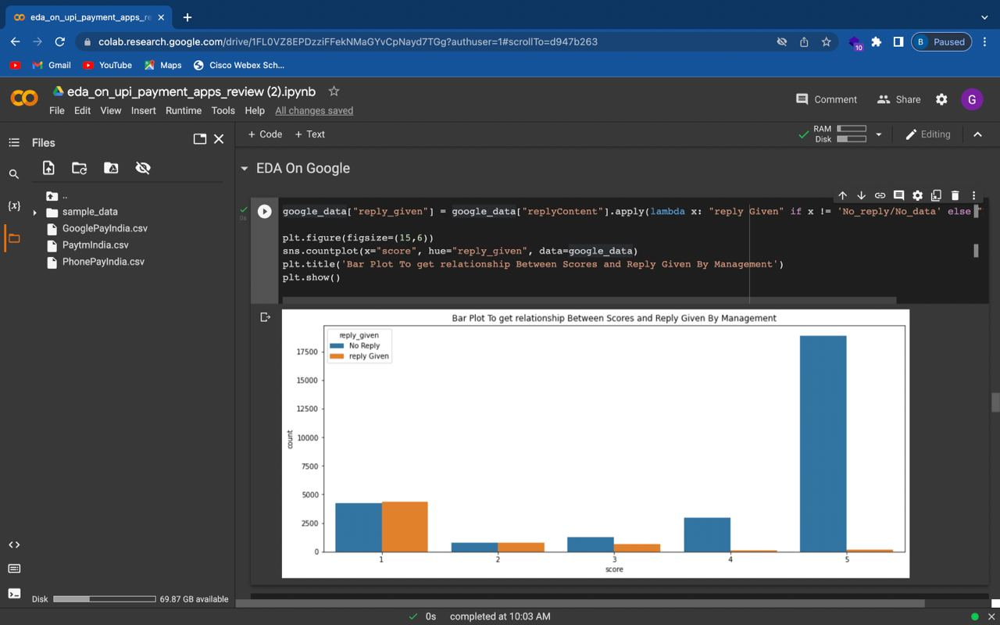 eda_on_upi_payment_apps_re
colab.research.google.com/drive/1FL0VZ8EPDzziFFekNMaGYvCpNayd7TGg?authuser=1#scrollTo=d947b263
10
B Paused
Gmail YouTube Maps Cisco Webex Sch...
eda_on_upi_payment_apps_review (2).ipynb
File Edit View Insert Runtime Tools Help All changes saved
Comment Share G
Files
+ Code + Text
RAM
Disk
Editing
..
sample_data
GooglePayIndia.csv
PaytmIndia.csv
PhonePayIndia.csv
{x}
EDA On Google
0s
google_data["reply_given"] = google_data["replyContent"].apply(lambda x: "reply Given" if x != 'No_reply/No_data' else "
plt.figure(figsize=(15,6))
sns.countplot(x="score", hue="reply_given", data=google_data)
plt.title('Bar Plot To get relationship Between Scores and Reply Given By Management')
plt.show()
Bar Plot To get relationship Between Scores and Reply Given By Management
reply_given
No Reply
reply Given
17500
15000
12500
10000
7500
5000
2500
0
count
1 2 3 4 5
score
Disk 69.87 GB available
0s completed at 10:03 AM